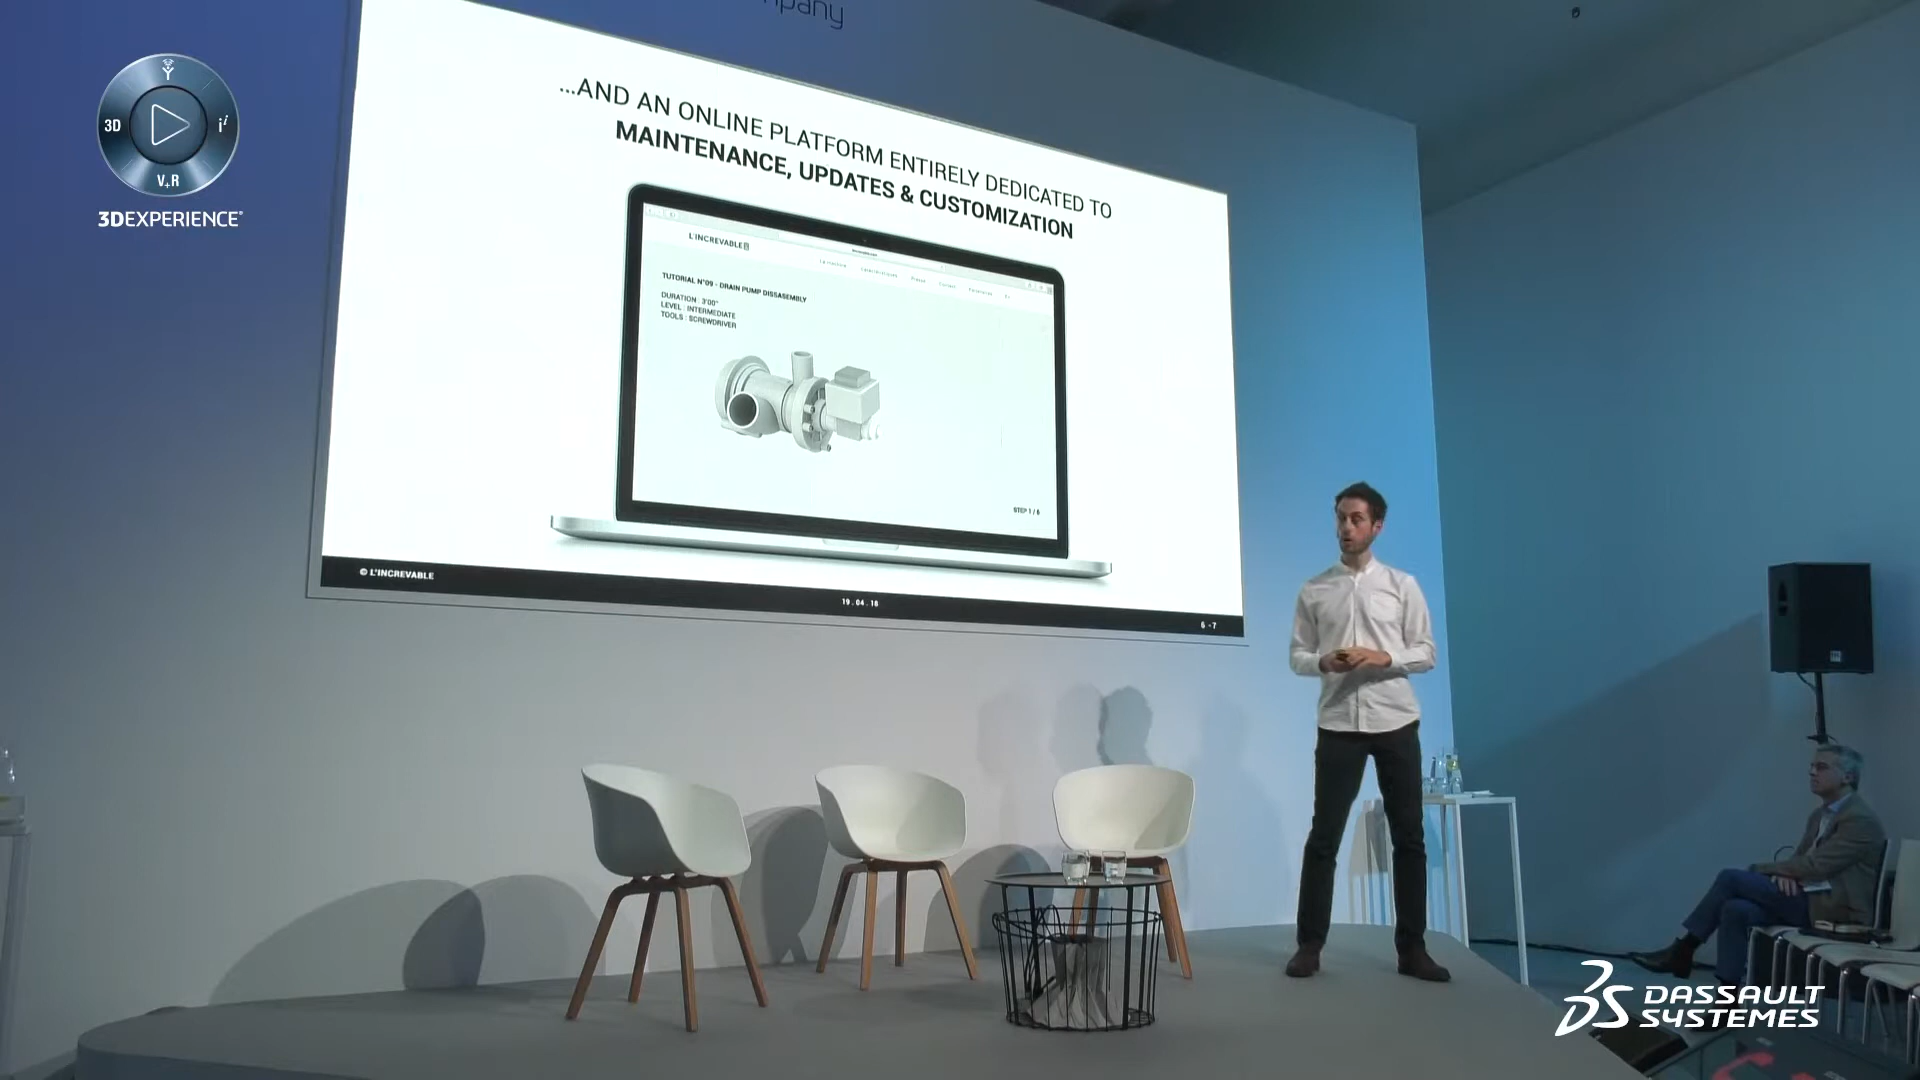 mpany
3D
i
V+R
3DEXPERIENCE
...AND AN ONLINE PLATFORM ENTIRELY DEDICATED TO
MAINTENANCE, UPDATES & CUSTOMIZATION
L'INCREVABLE
TUTORIAL N°09 - DRAIN PUMP DISSASEMBLY
DURATION : 3'00"
LEVEL : INTERMEDIATE
TOOLS : SCREWDRIVER
STEP 1 / 6
© L'INCREVABLE
19 . 04 . 18
6 - 7
DASSAULT
SYSTEMES